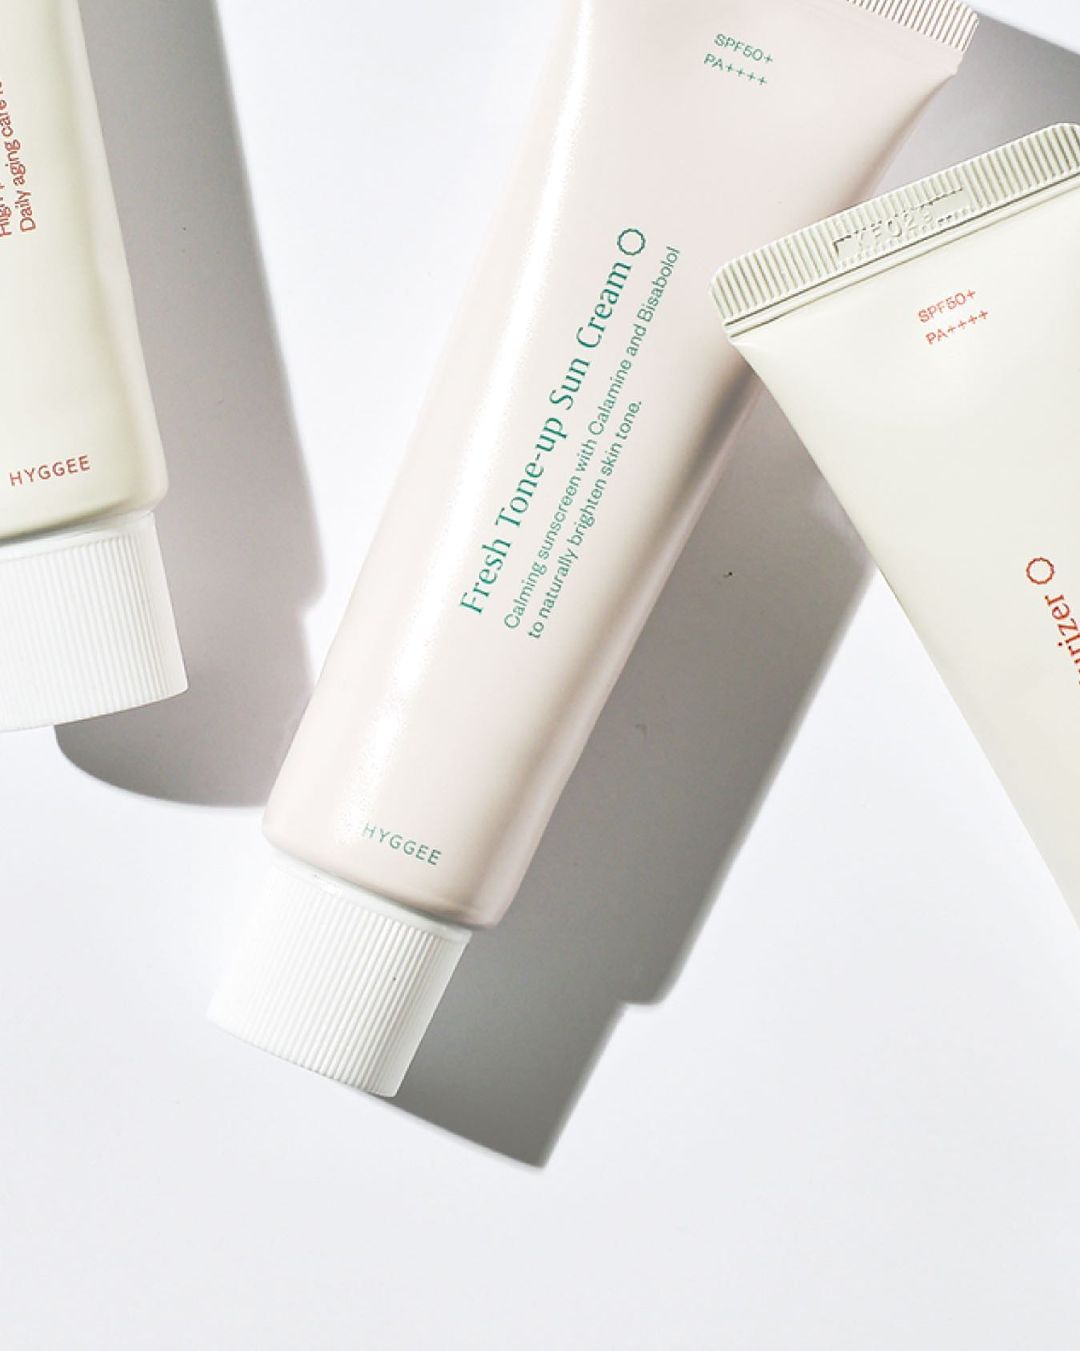 Daily aging care
HYGGEE
SPF50+
PA++++
Fresh Tone-up Sun Cream
Calming sunscreen with Calamine and Bisabolol
to naturally brighten skin tone.
HYGGEE
SPF50+
PA++++